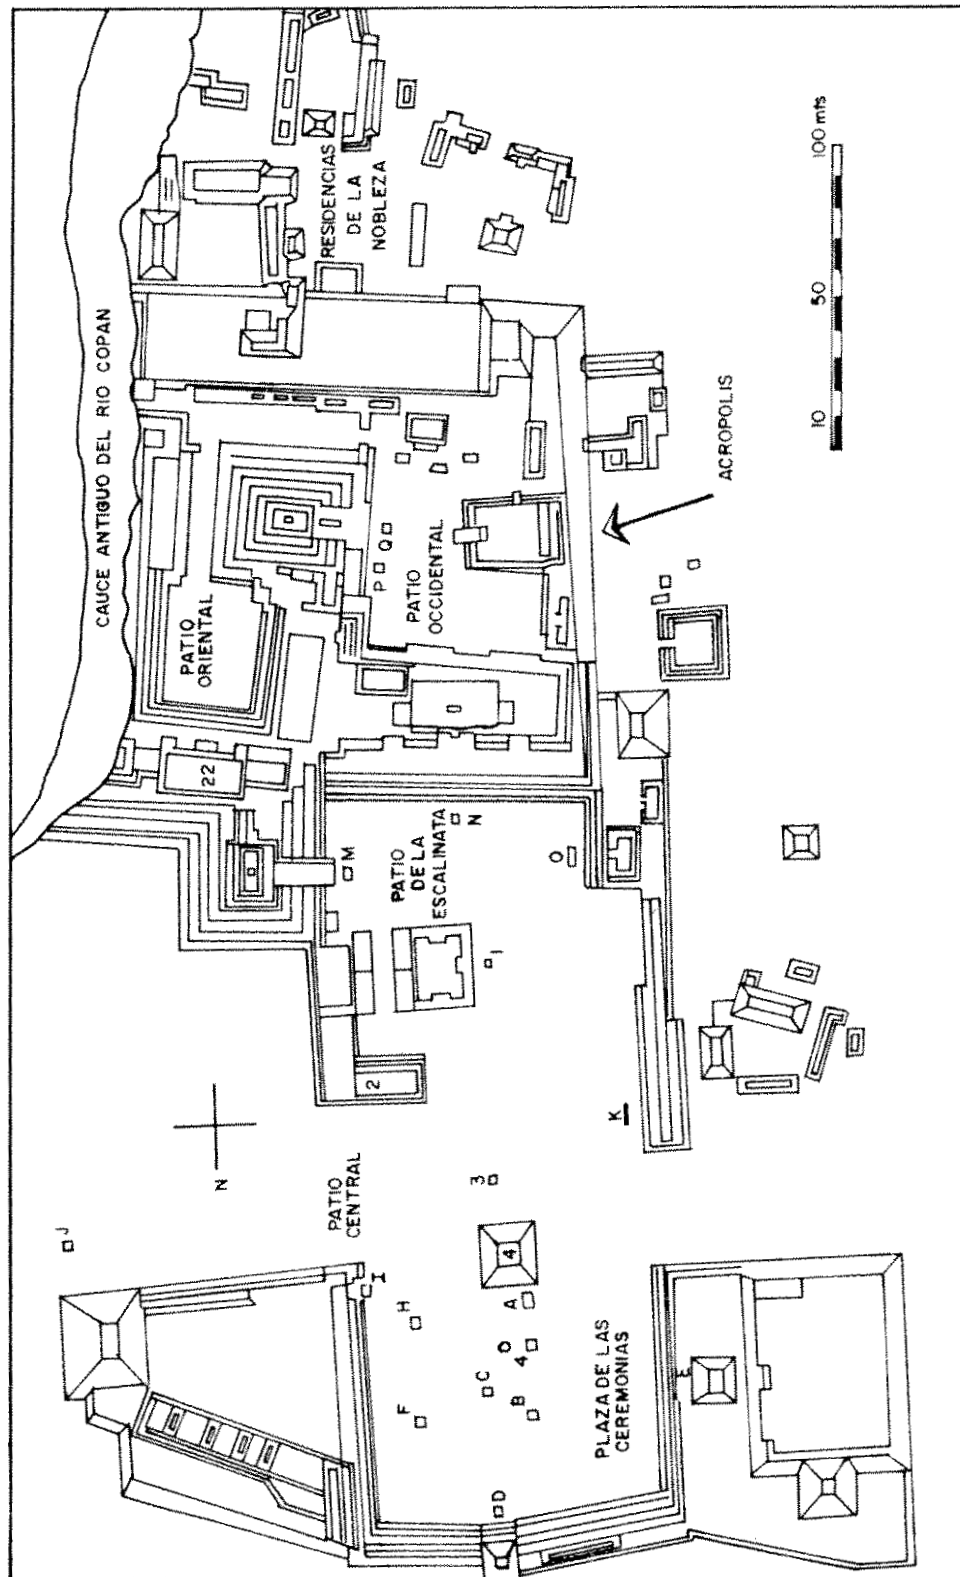 CAUCE ANTIGUO DEL RIO COPAN
RESIDENCIAS
DE LA
NOBLEZA
100 mts
50
10
ACROPOLIS
PATIO
ORIENTAL
P
Q
PATIO
OCCIDENTAL
22
M
PATIO
DE LA
ESCALINATA
N
O
I
2
N
K
PATIO
CENTRAL
3
J
4
I
H
A
O
4
C
B
F
E
D
PLAZA DE LAS
CEREMONIAS